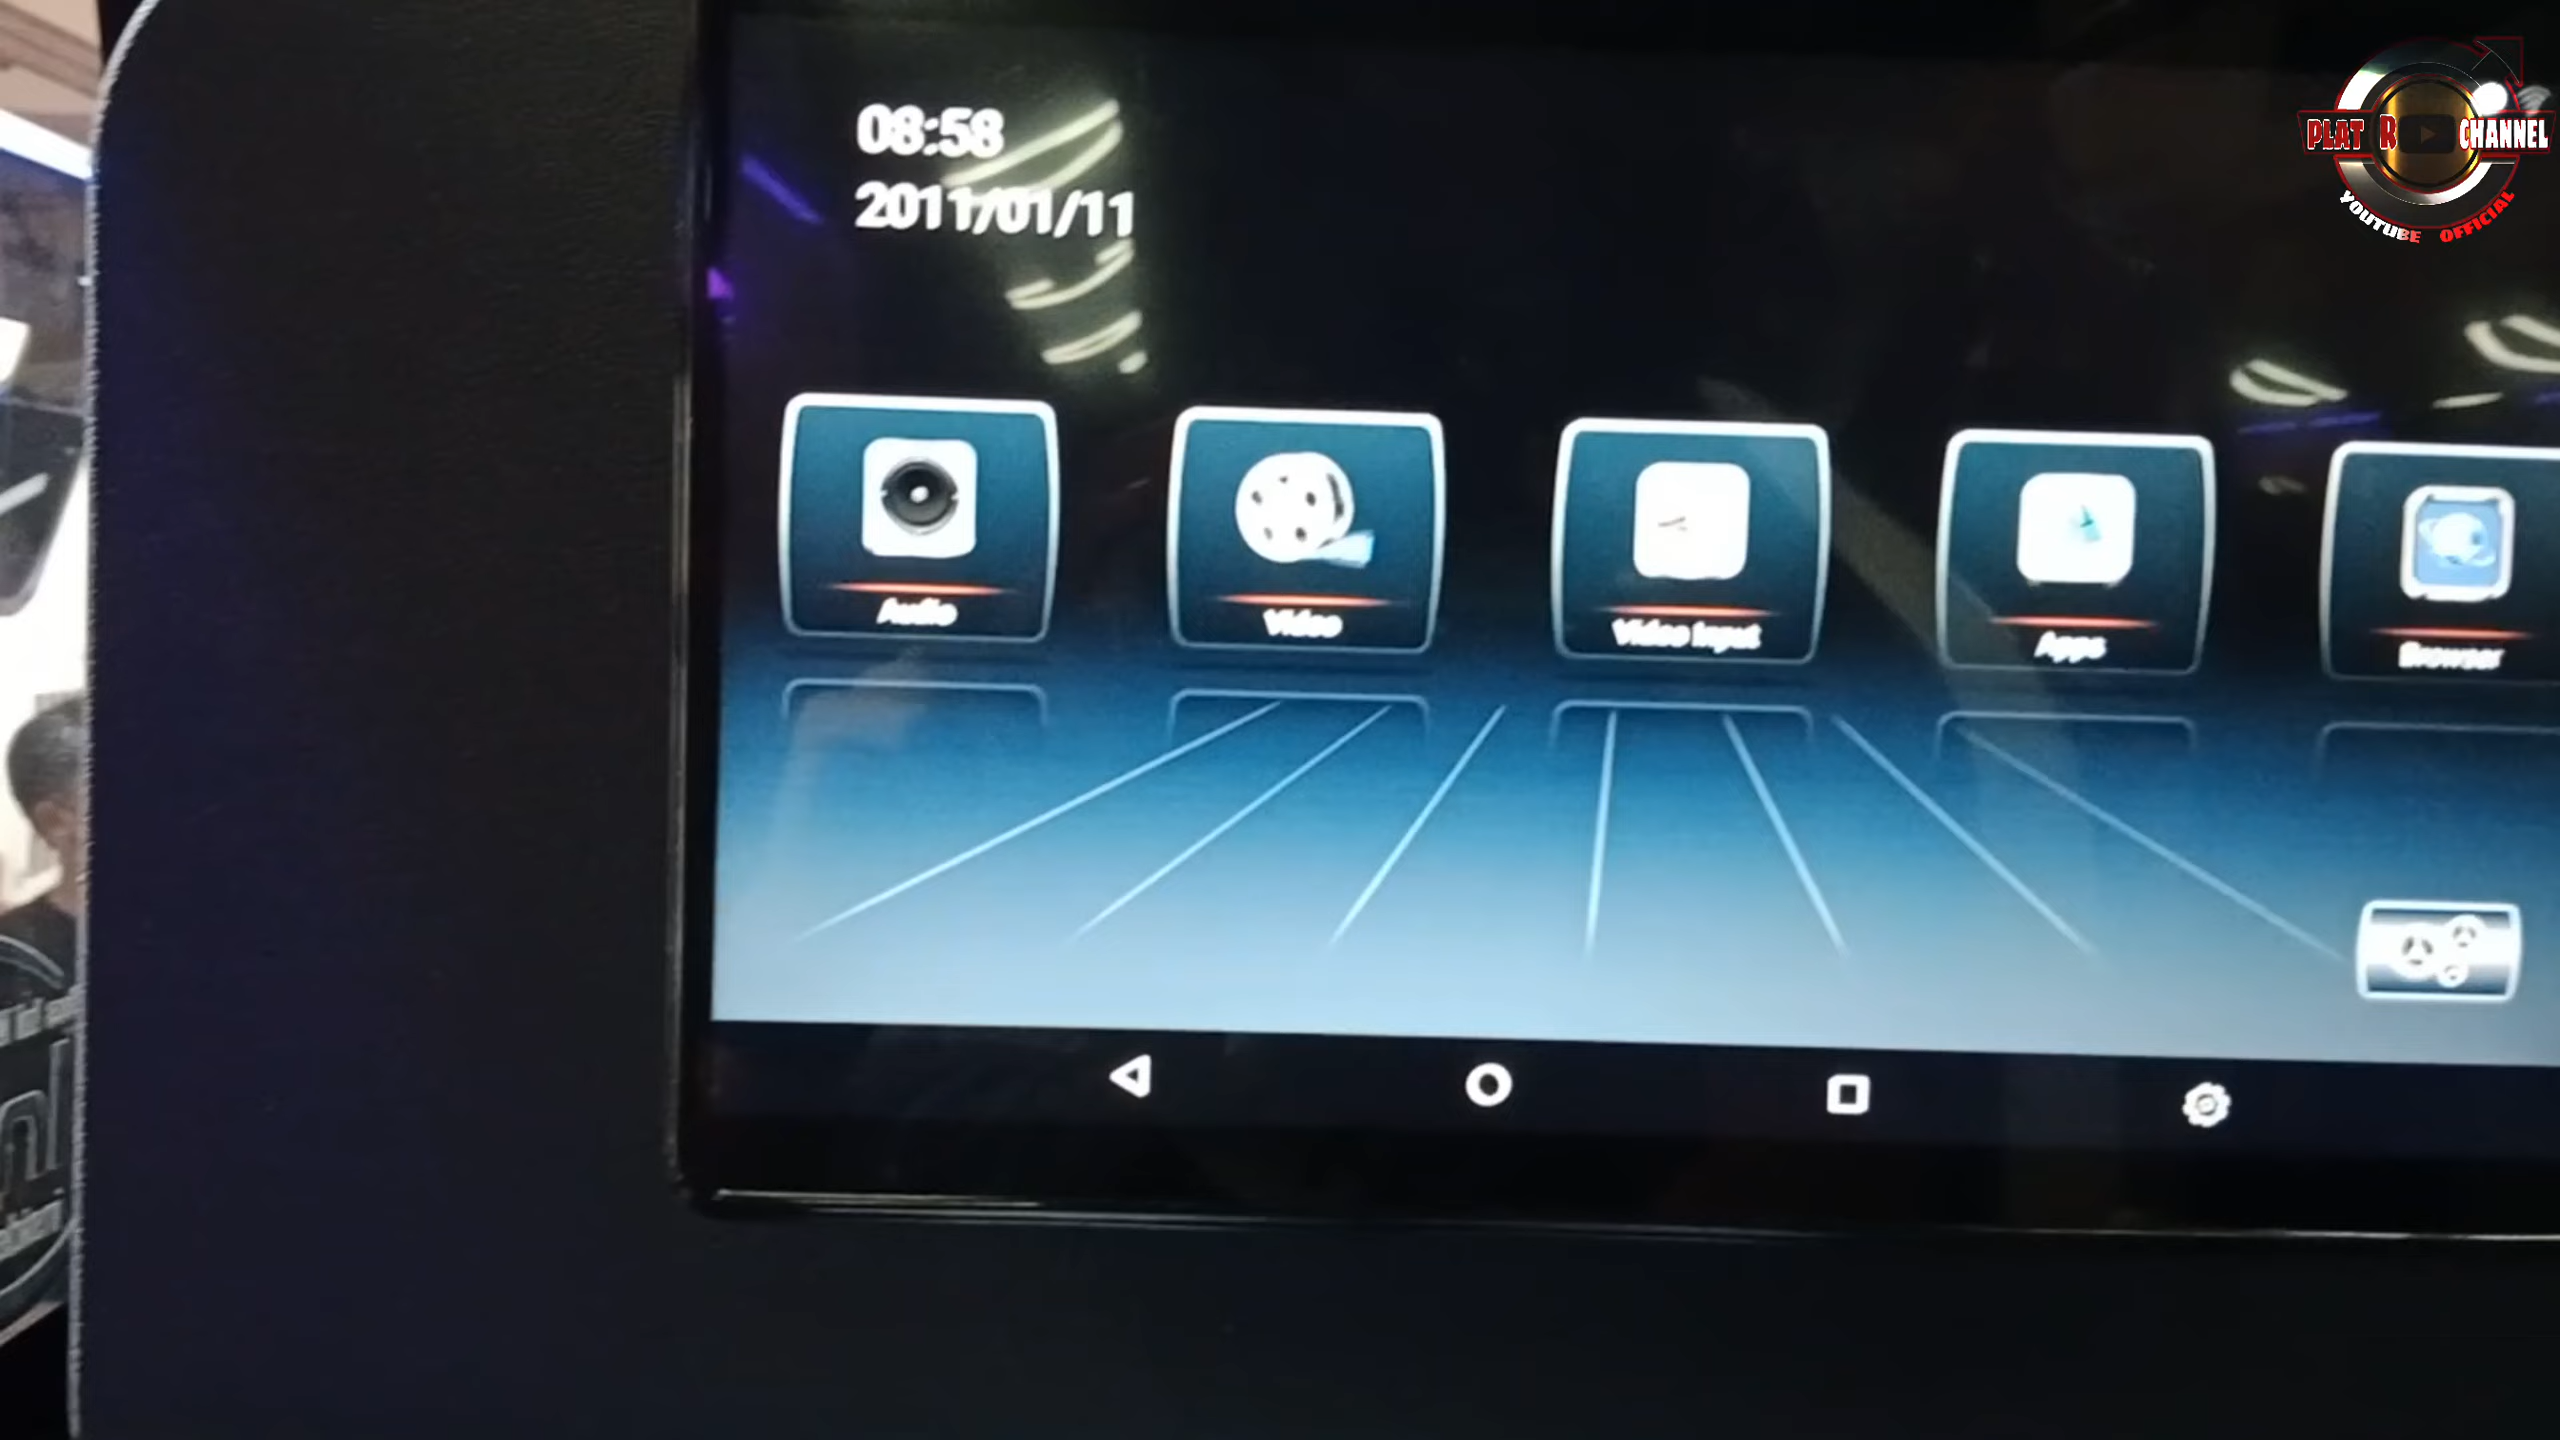 08:58
2011/01/11
PLAT R CHANNEL
YOUTUBE OFFICIAL
Audio
Video
Video Input
Apps
Browser